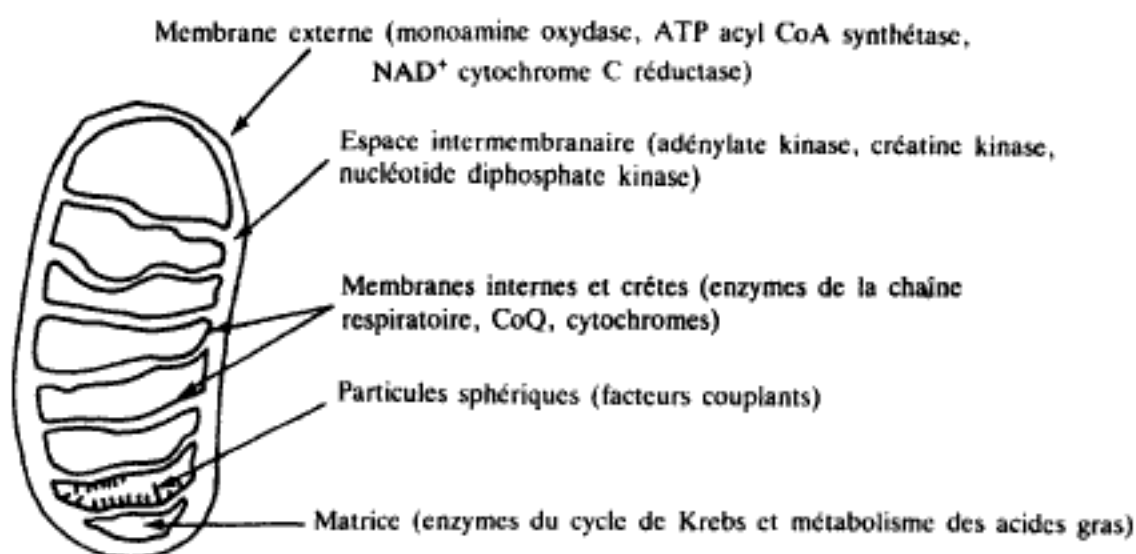 Membrane externe (monoamine oxydase, ATP acyl CoA synthétase,
NAD⁺ cytochrome C réductase)
Espace intermembranaire (adénylate kinase, créatine kinase,
nucléotide diphosphate kinase)
Membranes internes et crêtes (enzymes de la chaîne
respiratoire, CoQ, cytochromes)
Particules sphériques (facteurs couplants)
Matrice (enzymes du cycle de Krebs et métabolisme des acides gras)